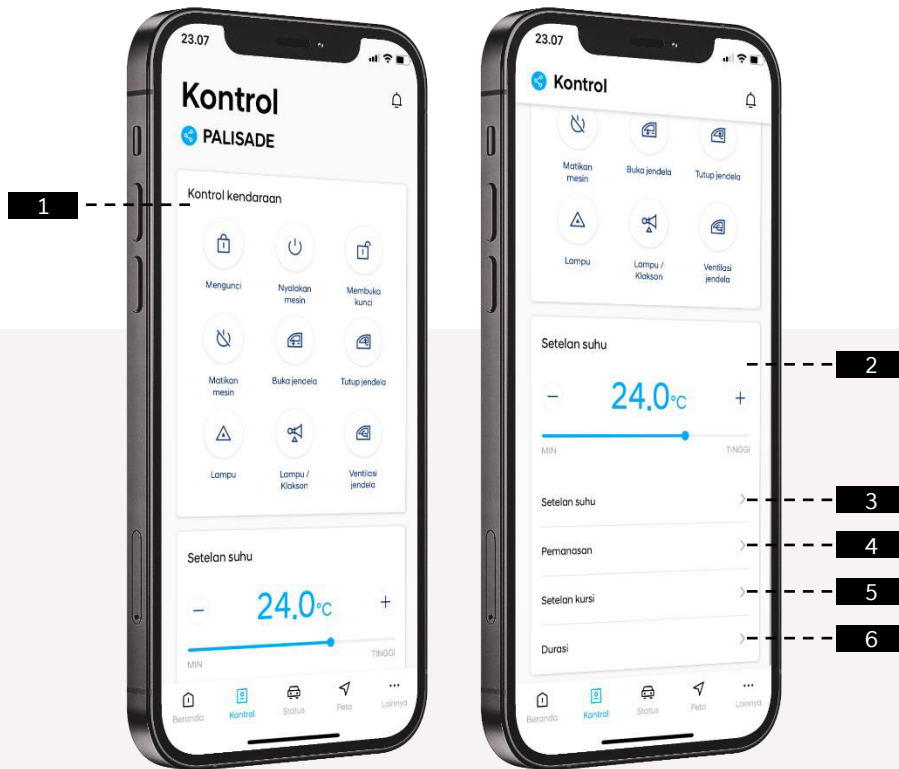 23.07
Kontrol
PALISADE
Kontrol kendaraan
Mengunci
Nyalakan
mesin
Membuka
kunci
Matikan
mesin
Buka jendela
Tutup jendela
Lampu
Lampu /
Klakson
Ventilasi
jendela
Setelan suhu
24.0°C
MIN
TINGGI
Beranda
Kontrol
Status
Peta
Lainnya
1
23.07
Kontrol
Matikan
mesin
Buka jendela
Tutup jendela
Lampu
Lampu /
Klakson
Ventilasi
jendela
Setelan suhu
24.0°C
MIN
TINGGI
Setelan suhu
Pemanasan
Setelan kursi
Durasi
Beranda
Kontrol
Status
Peta
Lainnya
2
3
4
5
6